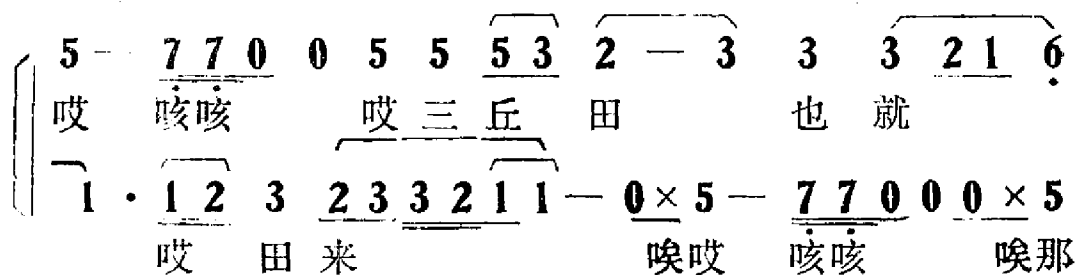 5 - 7 7 0 0 5 5 5 3 2 — 3 3 3 2 1 6
哎 咳咳 哎 三 丘 田 也 就
1 · 1 2 3 2 3 3 2 1 1 — 0 × 5 — 7 7 0 0 0 × 5
哎 田 来 唉哎 咳咳 唉那